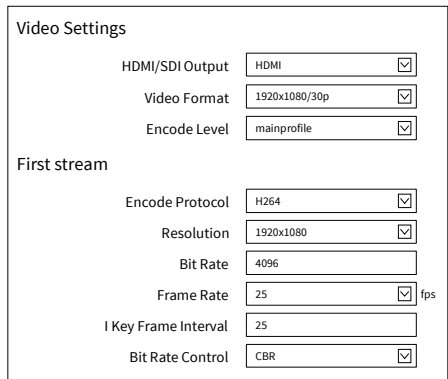 Video Settings
HDMI/SDI Output HDMI
Video Format 1920x1080/30p
Encode Level mainprofile
First stream
Encode Protocol H264
Resolution 1920x1080
Bit Rate 4096
Frame Rate 25 fps
I Key Frame Interval 25
Bit Rate Control CBR